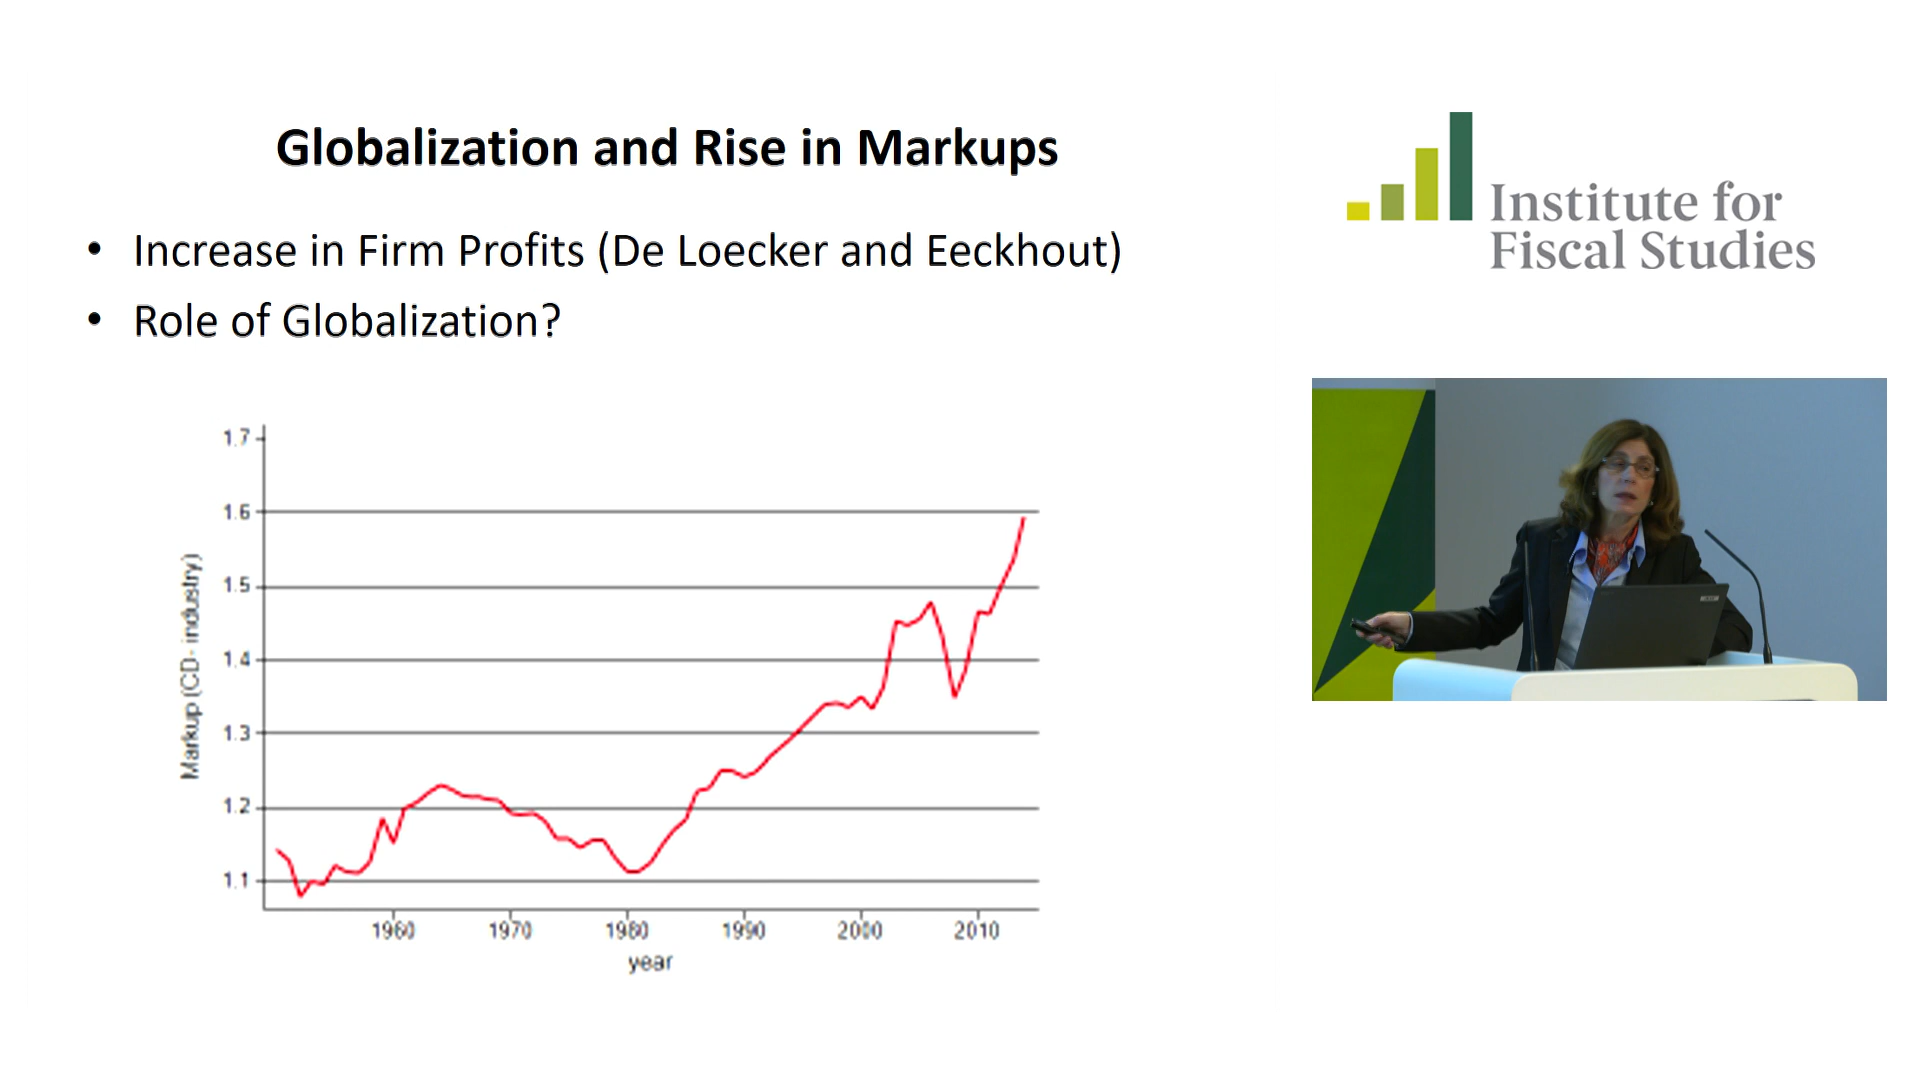 Globalization and Rise in Markups
• Increase in Firm Profits (De Loecker and Eeckhout)
• Role of Globalization?
Institute for
Fiscal Studies
1.7
1.6
1.5
1.4
1.3
1.2
1.1
Markup (CD- industry)
1960 1970 1980 1990 2000 2010
year